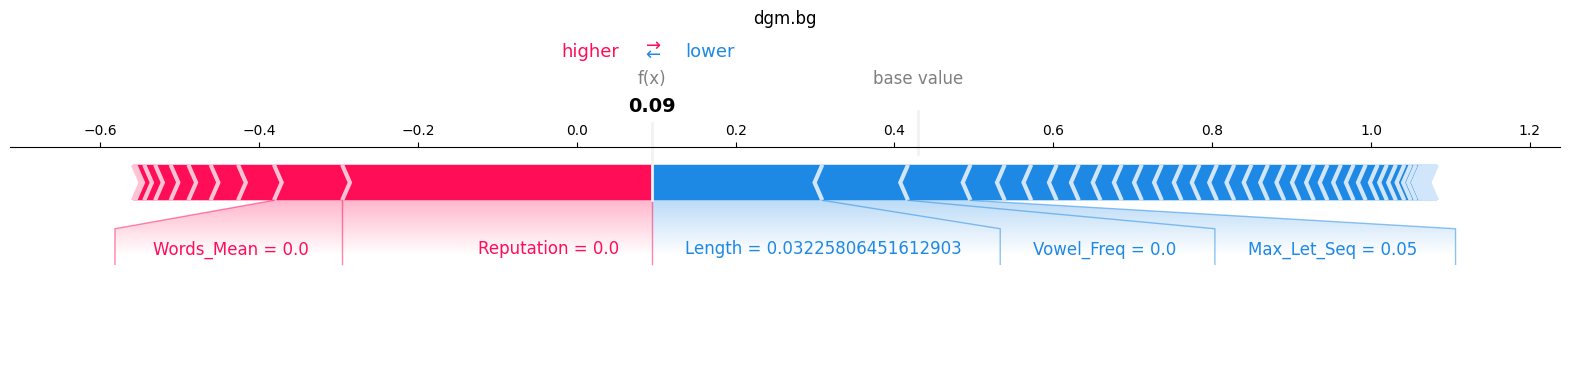 dgm.bg
higher ⇄ lower
f(x) base value
0.09
−0.6 −0.4 −0.2 0.0 0.2 0.4 0.6 0.8 1.0 1.2
Words_Mean = 0.0 Reputation = 0.0 Length = 0.03225806451612903 Vowel_Freq = 0.0 Max_Let_Seq = 0.05